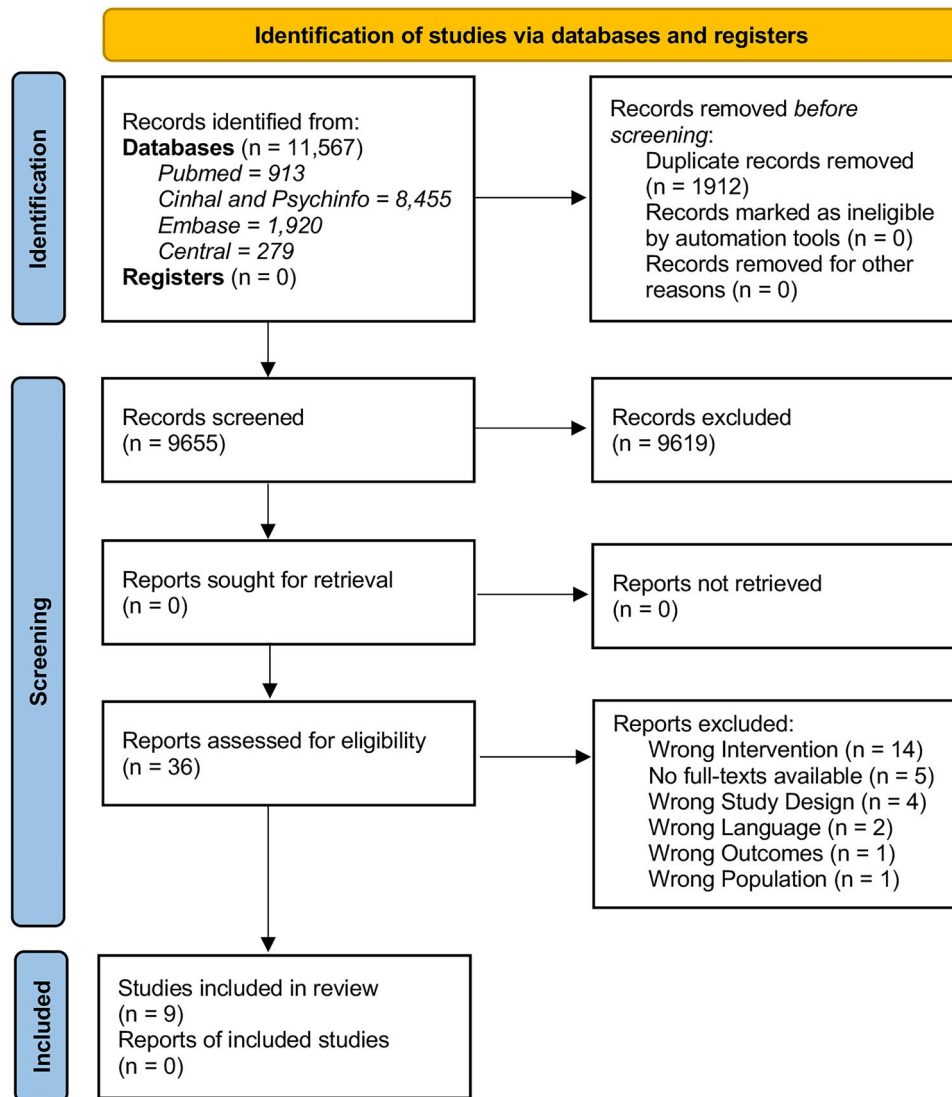 Identification of studies via databases and registers
Identification
Records identified from:
Databases (n = 11,567)
Pubmed = 913
Cinhal and Psychinfo = 8,455
Embase = 1,920
Central = 279
Registers (n = 0)
Records removed before
screening:
Duplicate records removed
(n = 1912)
Records marked as ineligible
by automation tools (n = 0)
Records removed for other
reasons (n = 0)
Screening
Records screened
(n = 9655)
Records excluded
(n = 9619)
Reports sought for retrieval
(n = 0)
Reports not retrieved
(n = 0)
Reports assessed for eligibility
(n = 36)
Reports excluded:
Wrong Intervention (n = 14)
No full-texts available (n = 5)
Wrong Study Design (n = 4)
Wrong Language (n = 2)
Wrong Outcomes (n = 1)
Wrong Population (n = 1)
Included
Studies included in review
(n = 9)
Reports of included studies
(n = 0)